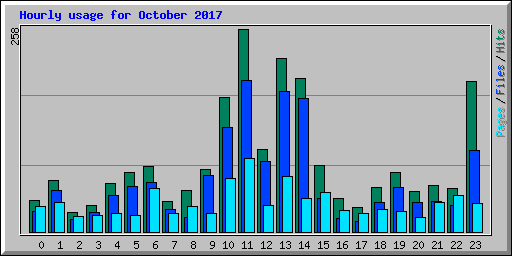 Hourly usage for October 2017
258
Pages/Files/Hits
0 1 2 3 4 5 6 7 8 9 10 11 12 13 14 15 16 17 18 19 20 21 22 23